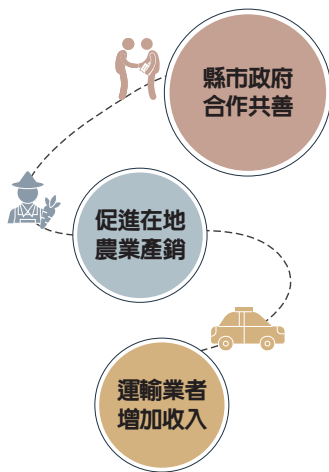 縣市政府
合作共善
促進在地
農業產銷
運輸業者
增加收入